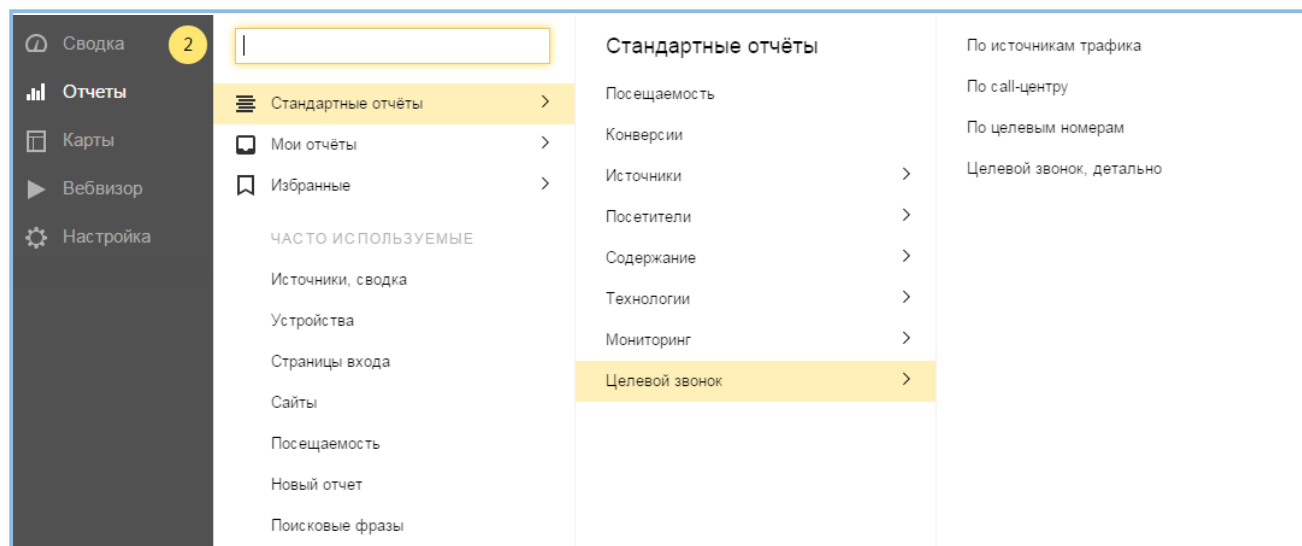 Сводка
2
Отчеты
Карты
Вебвизор
Настройка
Стандартные отчёты
Мои отчёты
Избранные
ЧАСТО ИСПОЛЬЗУЕМЫЕ
Источники, сводка
Устройства
Страницы входа
Сайты
Посещаемость
Новый отчет
Поисковые фразы
Стандартные отчёты
Посещаемость
Конверсии
Источники
Посетители
Содержание
Технологии
Мониторинг
Целевой звонок
По источникам трафика
По call-центру
По целевым номерам
Целевой звонок, детально